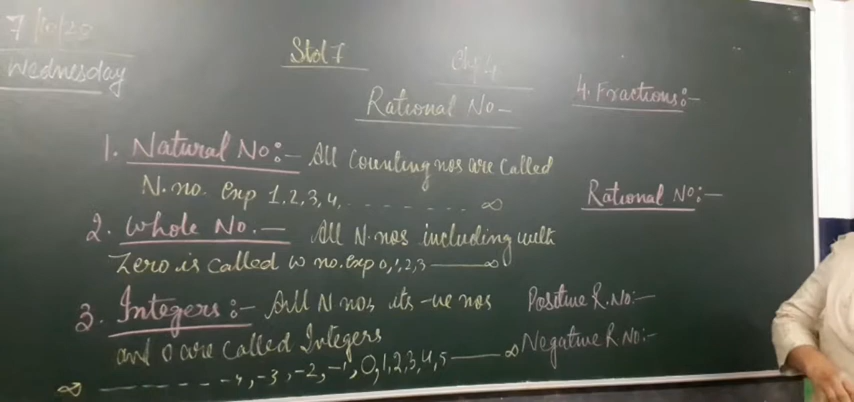 7/10/20
Wednesday
Std 7
Ch 4
Rational No -
1. Natural No:- All Counting nos are called
N.no. exp 1,2,3,4, - - - - - - - ∞
2. Whole No.- All N.nos including with
Zero is called w no. exp 0,1,2,3 —— ∞
3. Integers:- All N nos, its -ve nos
and 0 are called Integers
∞ - - - - - - - -4, -3, -2, -1, 0, 1, 2, 3, 4, 5 —— ∞
4. Fractions:-
Rational No:-
Positive R.No:-
Negative R No:-